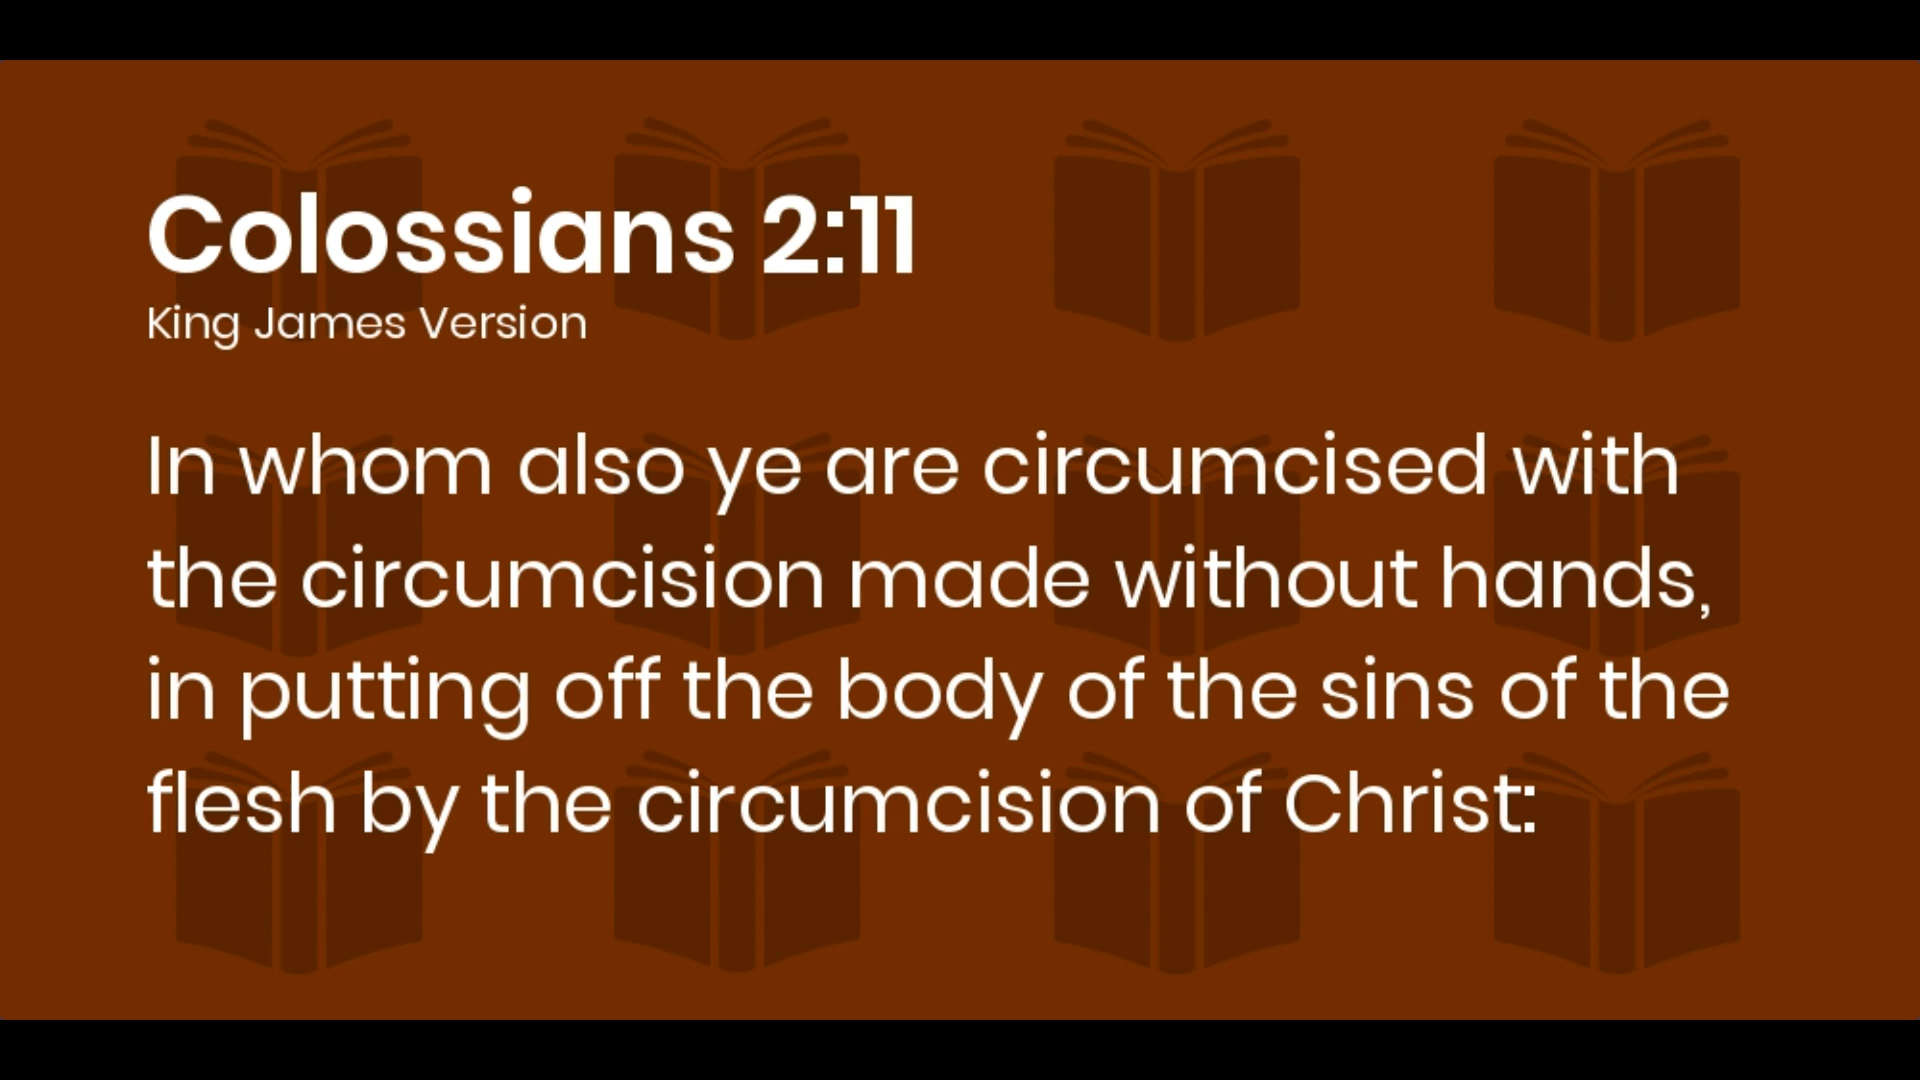 Colossians 2:11
King James Version
In whom also ye are circumcised with
the circumcision made without hands,
in putting off the body of the sins of the
flesh by the circumcision of Christ: